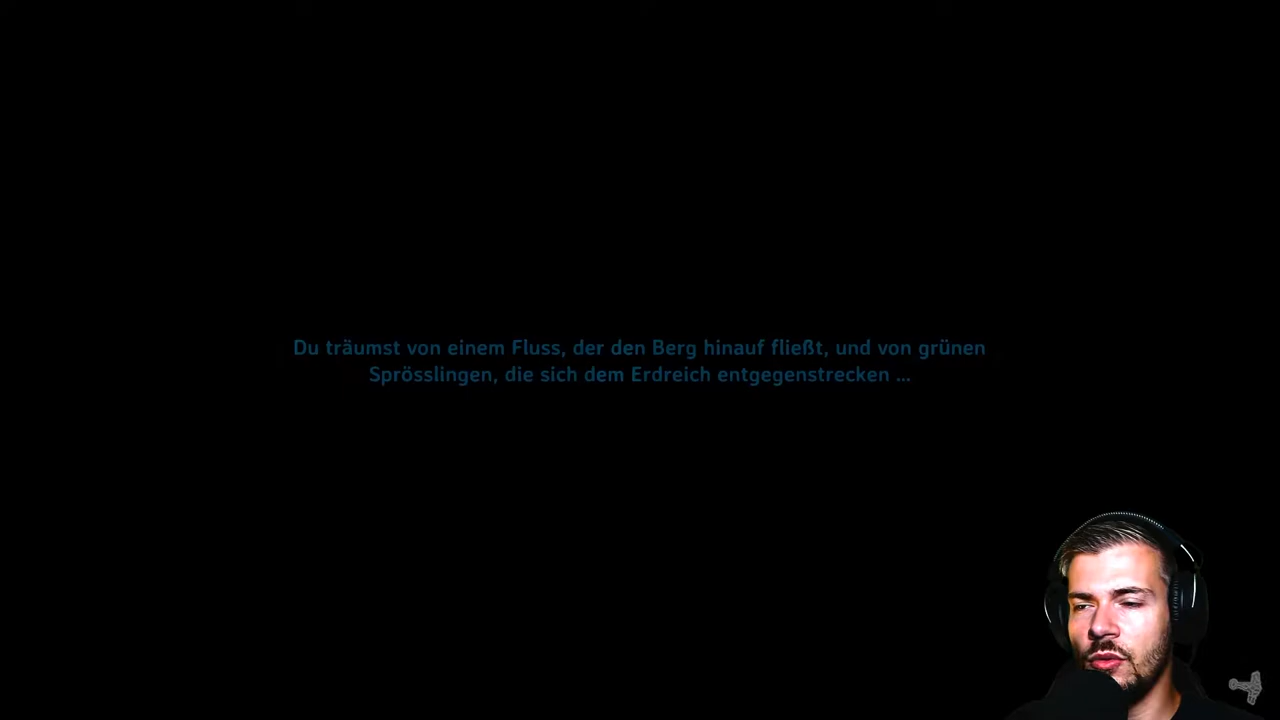 Du träumst von einem Fluss, der den Berg hinauf fließt, und von grünen
Sprösslingen, die sich dem Erdreich entgegenstrecken ...